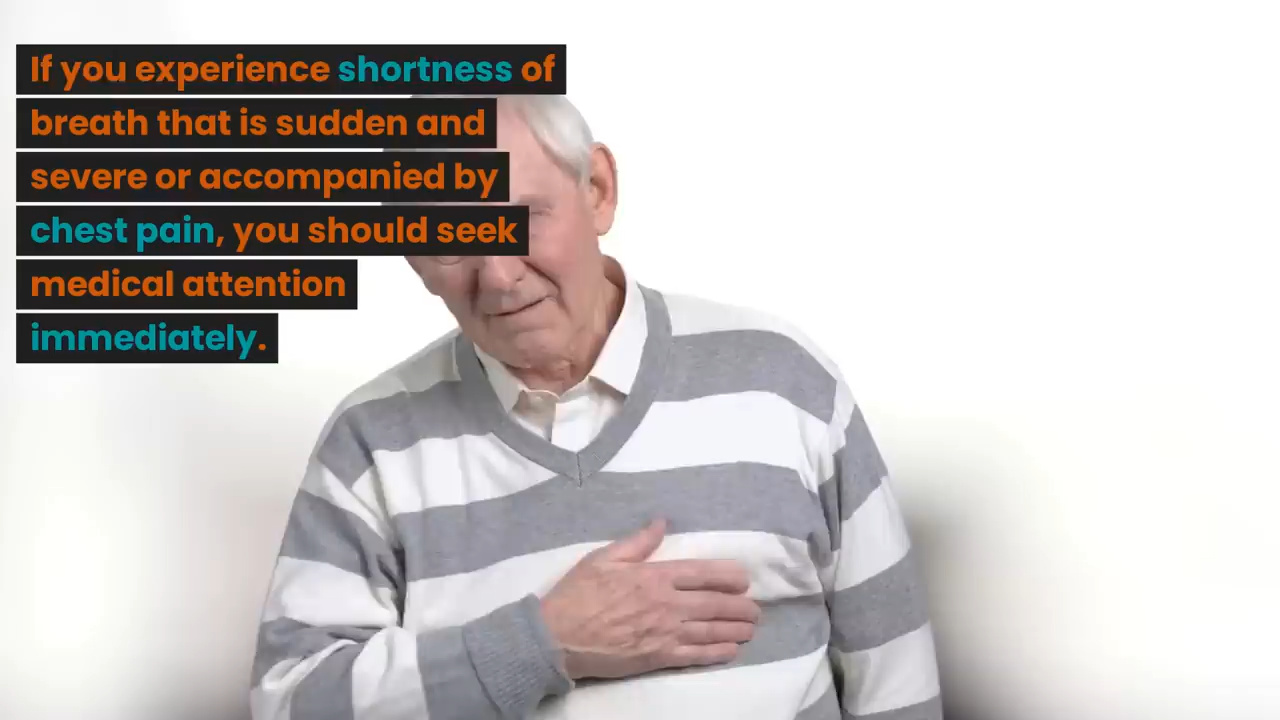 If you experience shortness of
breath that is sudden and
severe or accompanied by
chest pain, you should seek
medical attention
immediately.